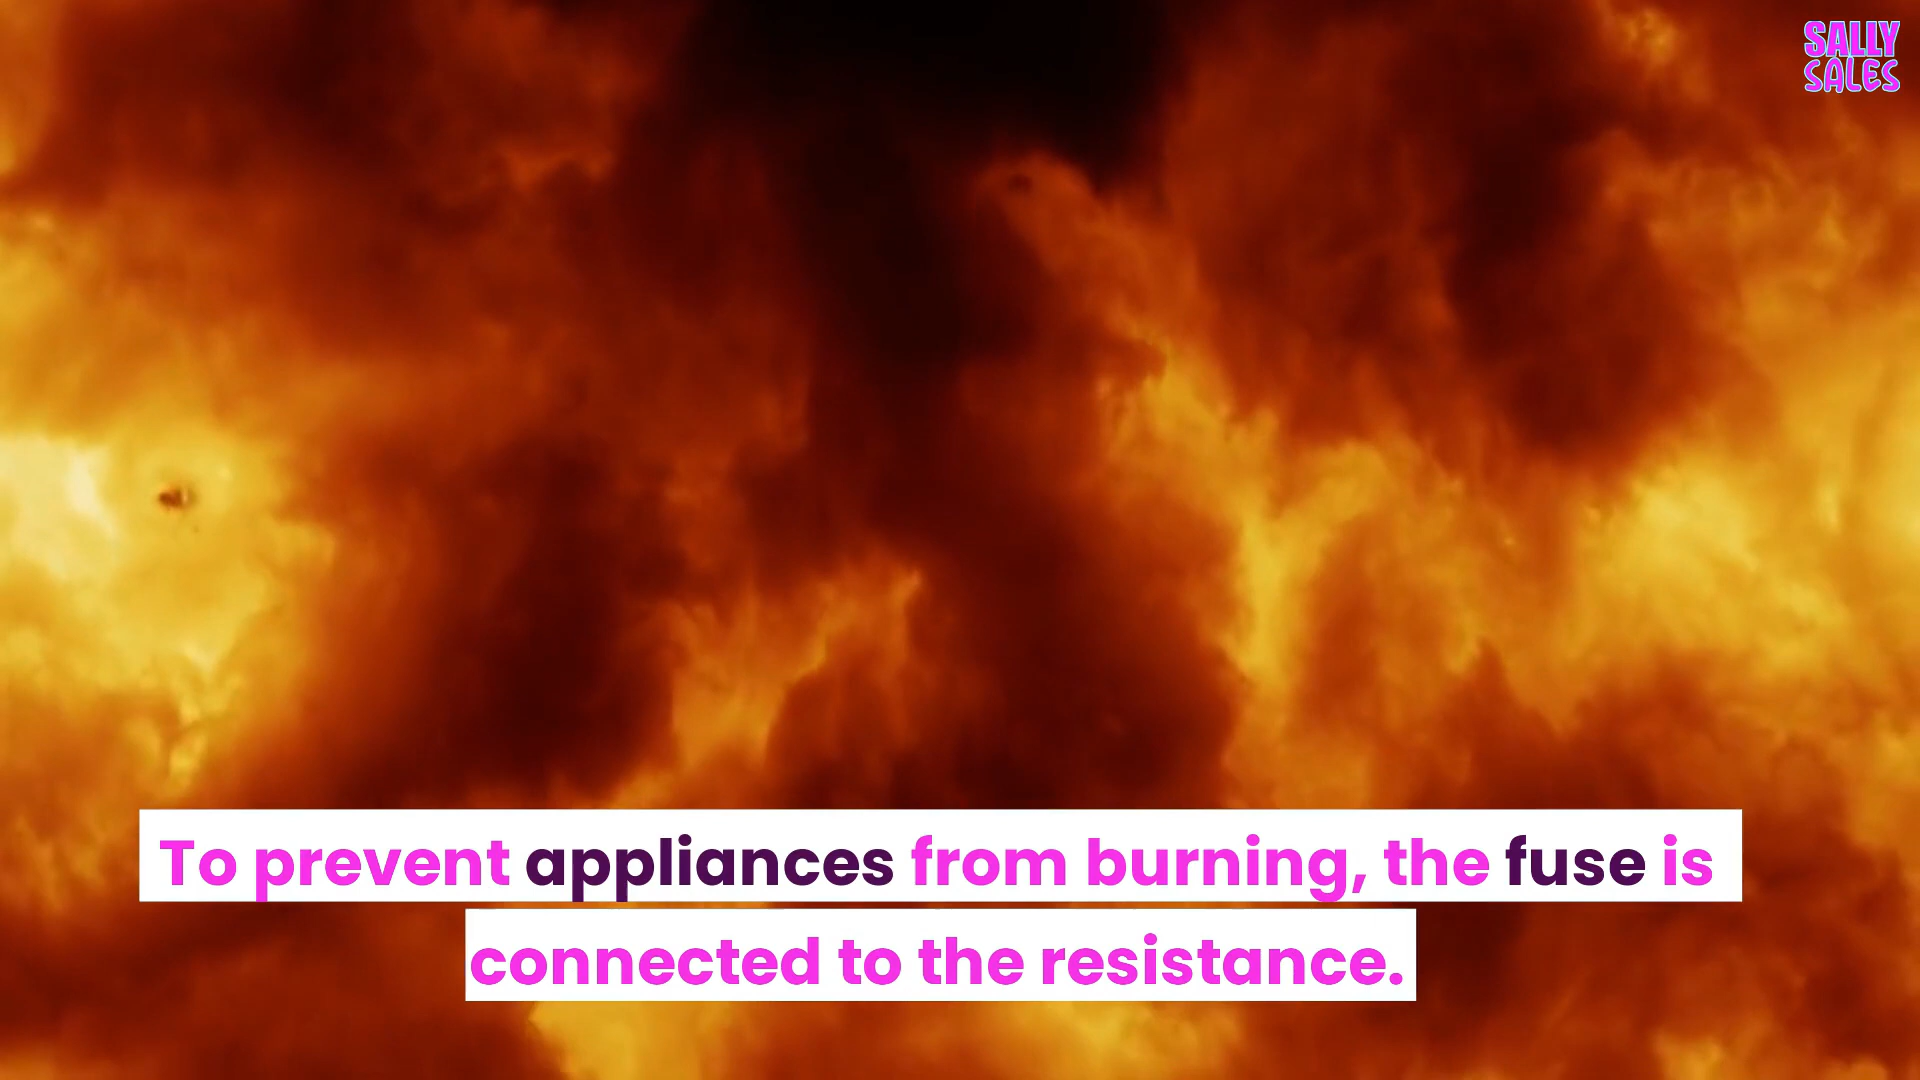 SALLY
SALES
To prevent appliances from burning, the fuse is
connected to the resistance.